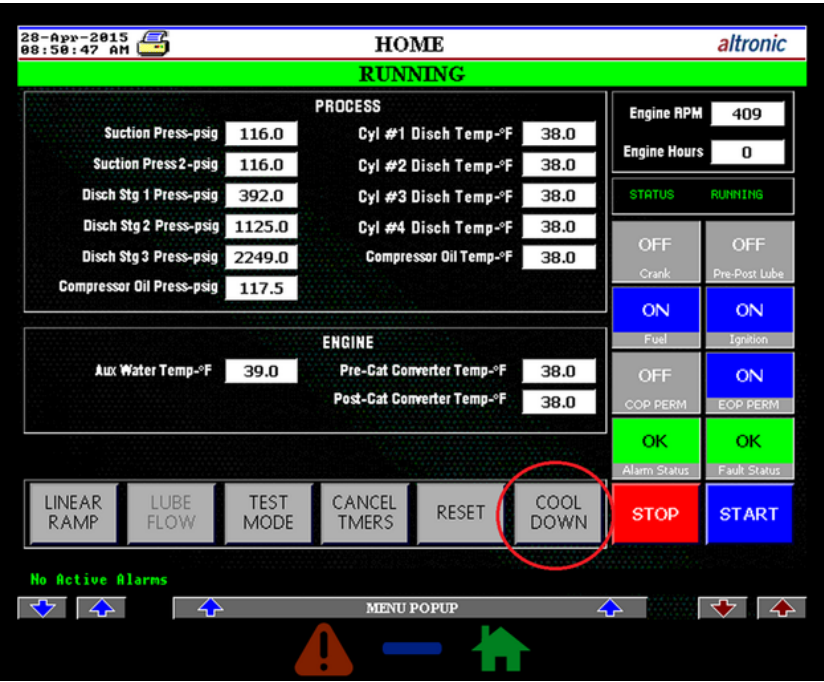 28-Apr-2015
08:50:47 AM
HOME
altronic
RUNNING
PROCESS
Suction Press-psig 116.0 Cyl #1 Disch Temp-°F 38.0
Suction Press 2-psig 116.0 Cyl #2 Disch Temp-°F 38.0
Disch Stg 1 Press-psig 392.0 Cyl #3 Disch Temp-°F 38.0
Disch Stg 2 Press-psig 1125.0 Cyl #4 Disch Temp-°F 38.0
Disch Stg 3 Press-psig 2249.0 Compressor Oil Temp-°F 38.0
Compressor Oil Press-psig 117.5
ENGINE
Aux Water Temp-°F 39.0 Pre-Cat Converter Temp-°F 38.0
Post-Cat Converter Temp-°F 38.0
Engine RPM 409
Engine Hours 0
STATUS RUNNING
OFF OFF
Crank Pre-Post Lube
ON ON
Fuel Ignition
OFF ON
COP PERM EOP PERM
OK OK
Alarm Status Fault Status
LINEAR RAMP
LUBE FLOW
TEST MODE
CANCEL TMERS
RESET
COOL DOWN
STOP
START
No Active Alarms
MENU POPUP